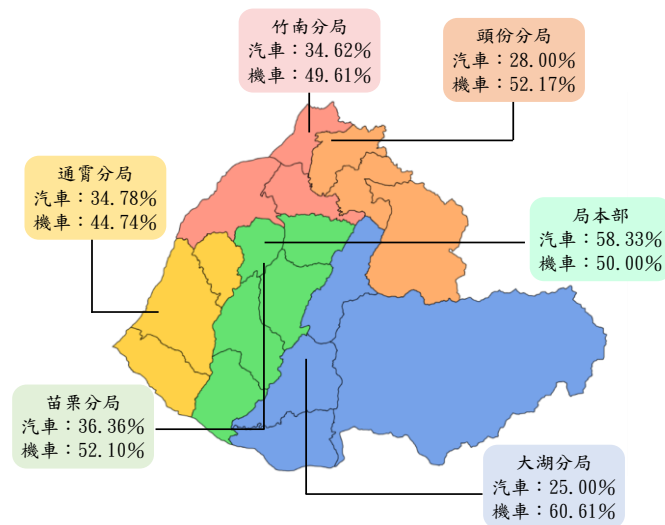 竹南分局
汽車：34.62%
機車：49.61%
頭份分局
汽車：28.00%
機車：52.17%
通霄分局
汽車：34.78%
機車：44.74%
局本部
汽車：58.33%
機車：50.00%
苗栗分局
汽車：36.36%
機車：52.10%
大湖分局
汽車：25.00%
機車：60.61%